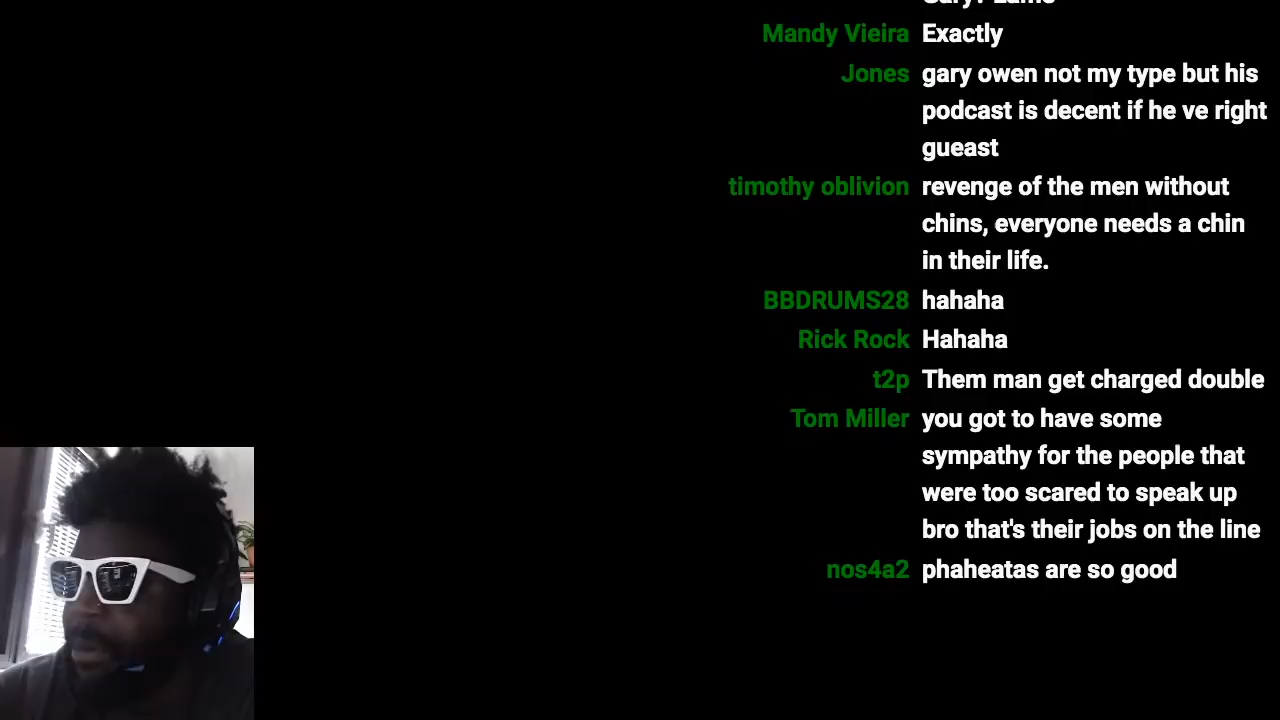 Mandy Vieira Exactly
Jones gary owen not my type but his
podcast is decent if he ve right
gueast
timothy oblivion revenge of the men without
chins, everyone needs a chin
in their life.
BBDRUMS28 hahaha
Rick Rock Hahaha
t2p Them man get charged double
Tom Miller you got to have some
sympathy for the people that
were too scared to speak up
bro that's their jobs on the line
nos4a2 phaheatas are so good